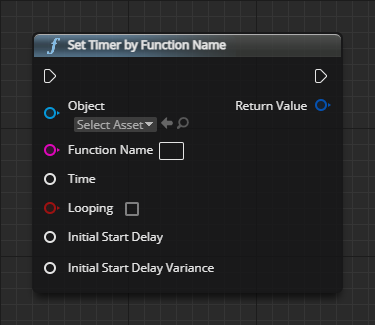 Set Timer by Function Name
Object
Return Value
Select Asset
Function Name
Time
Looping
Initial Start Delay
Initial Start Delay Variance